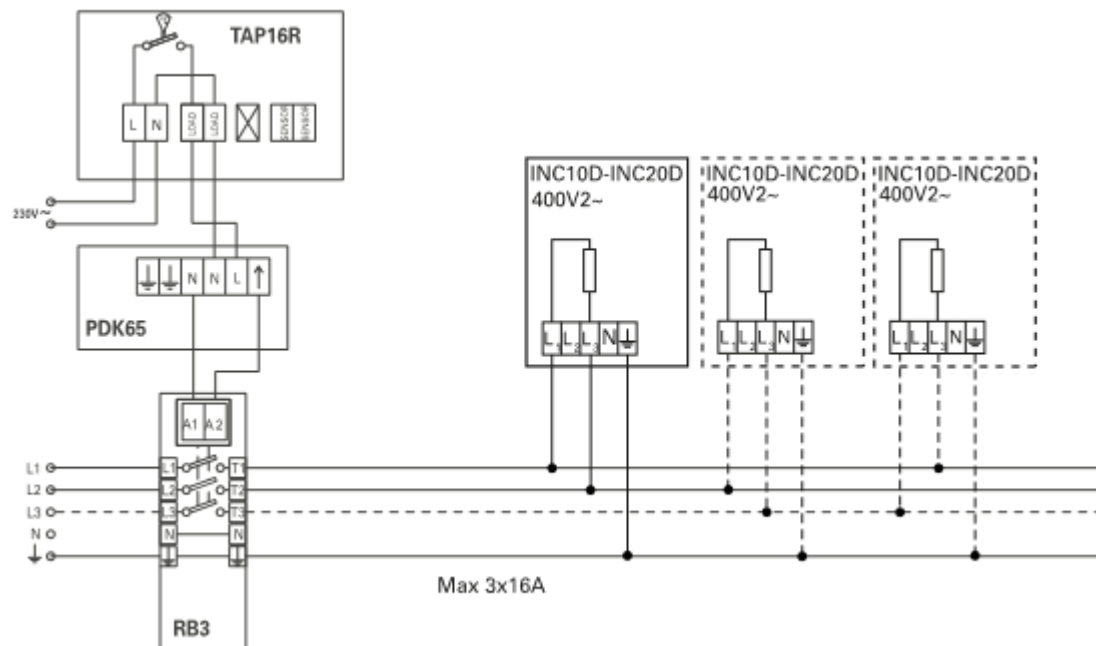 TAP16R
L N LOAD LOAD SENSOR SENSOR
230V~
INC10D-INC20D
400V2~
L1 L2 L3 N
INC10D-INC20D
400V2~
L1 L2 L3 N
INC10D-INC20D
400V2~
L1 L2 L3 N
N N L
PDK65
A1 A2
L1 L1 T1
L2 L2 T2
L3 L3 T3
N N N
Max 3x16A
RB3